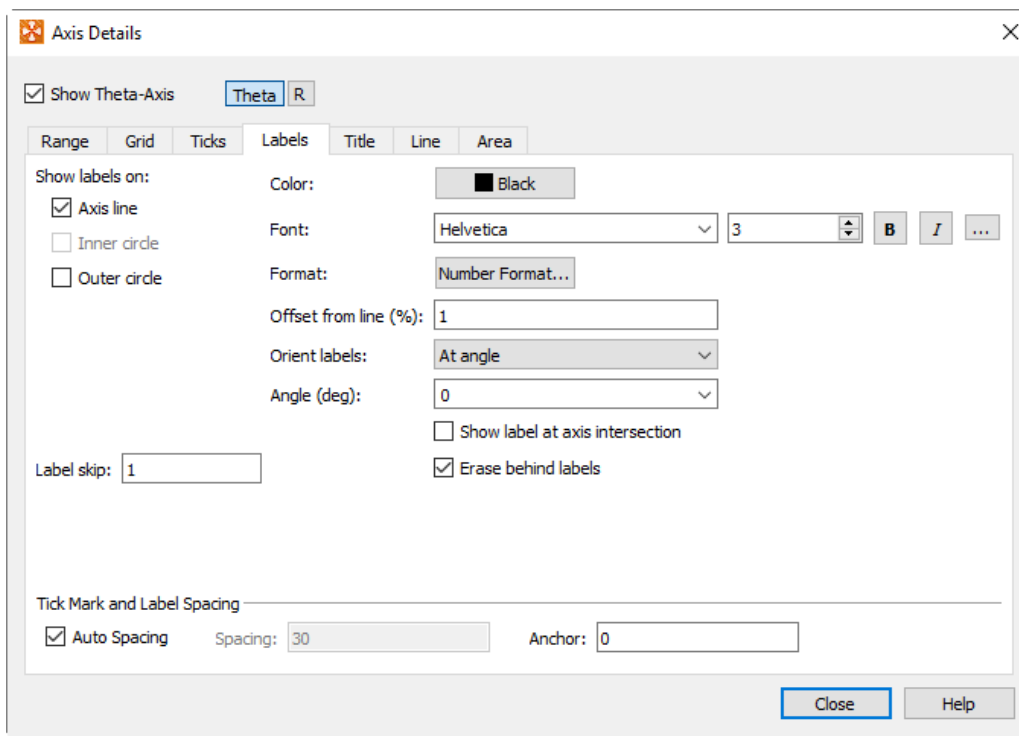 Axis Details
Show Theta-Axis Theta R
Range Grid Ticks Labels Title Line Area
Show labels on:
Axis line
Inner circle
Outer circle
Color: Black
Font: Helvetica 3 B I ...
Format: Number Format...
Offset from line (%): 1
Orient labels: At angle
Angle (deg): 0
Show label at axis intersection
Label skip: 1
Erase behind labels
Tick Mark and Label Spacing
Auto Spacing Spacing: 30 Anchor: 0
Close Help